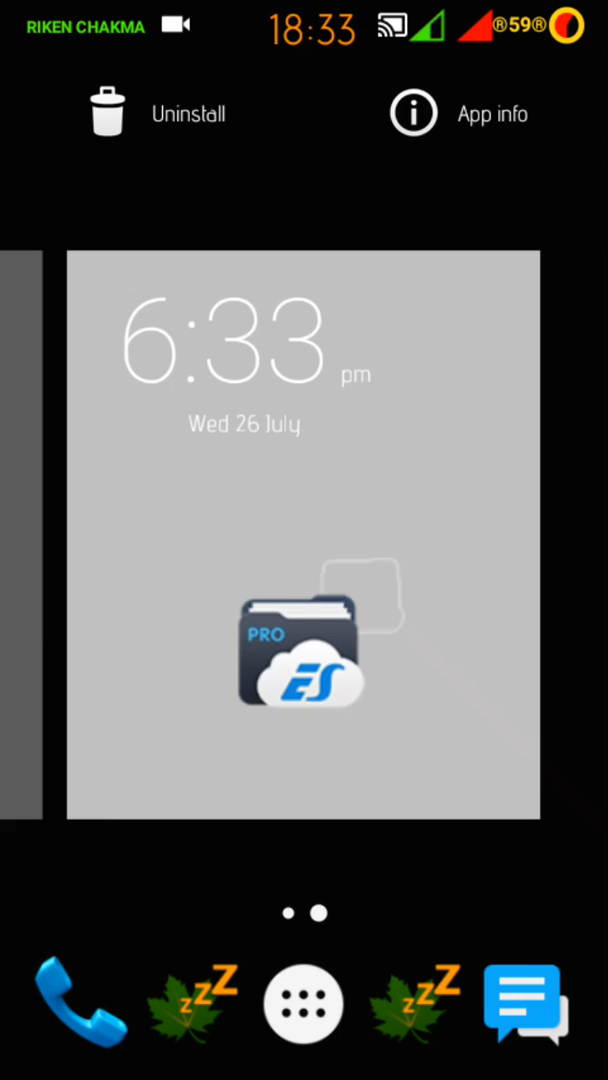 RIKEN CHAKMA 18:33 ®59®
Uninstall App info
6:33 pm
Wed 26 July
PRO
ES
z z Z z z Z